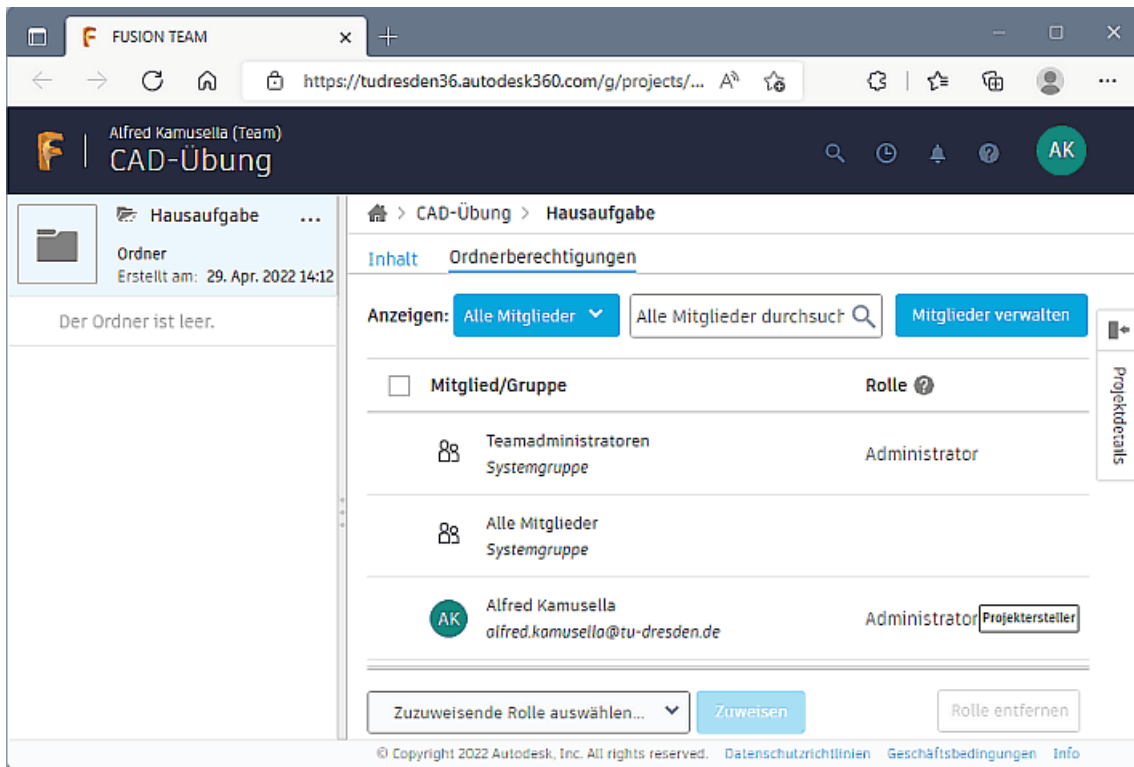 FUSION TEAM
https://tudresden36.autodesk360.com/g/projects/...
Alfred Kamusella (Team)
CAD-Übung
AK
Hausaufgabe ...
Ordner
Erstellt am: 29. Apr. 2022 14:12
Der Ordner ist leer.
> CAD-Übung > Hausaufgabe
Inhalt Ordnerberechtigungen
Anzeigen: Alle Mitglieder Alle Mitglieder durchsuch Mitglieder verwalten
Projektdetails
Mitglied/Gruppe Rolle ?
Teamadministratoren
Systemgruppe
Administrator
Alle Mitglieder
Systemgruppe
AK
Alfred Kamusella
alfred.kamusella@tu-dresden.de
Administrator Projektersteller
Zuzuweisende Rolle auswählen... Zuweisen Rolle entfernen
© Copyright 2022 Autodesk, Inc. All rights reserved. Datenschutzrichtlinien Geschäftsbedingungen Info